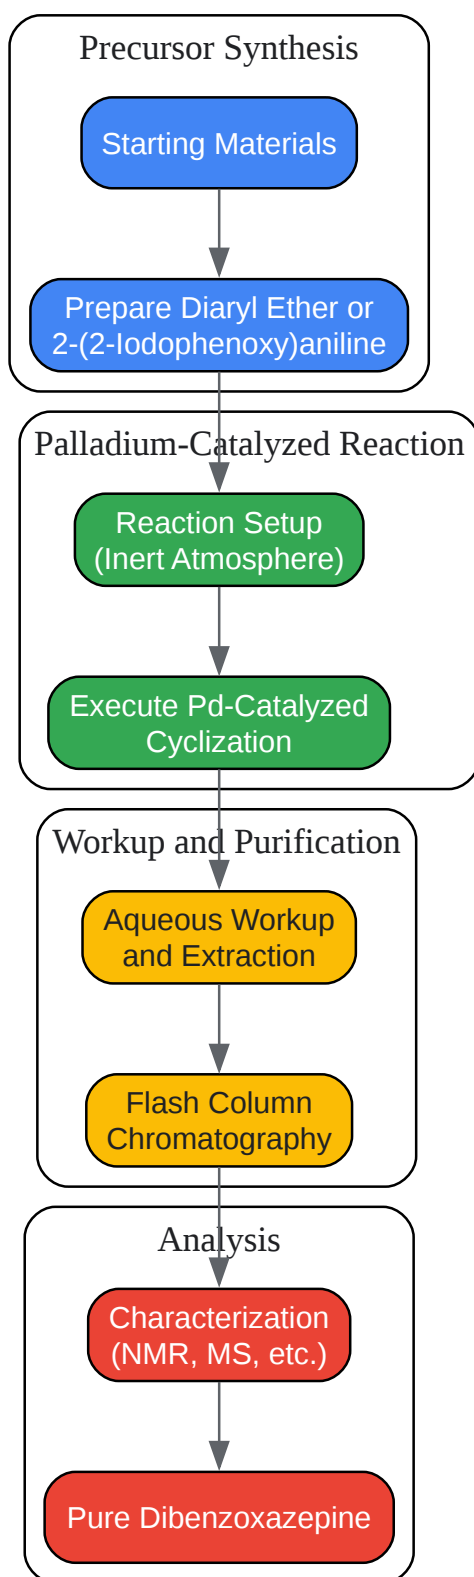 Precursor Synthesis
Starting Materials
Prepare Diaryl Ether or
2-(2-Iodophenoxy)aniline
Palladium-Catalyzed Reaction
Reaction Setup
(Inert Atmosphere)
Execute Pd-Catalyzed
Cyclization
Workup and Purification
Aqueous Workup
and Extraction
Flash Column
Chromatography
Analysis
Characterization
(NMR, MS, etc.)
Pure Dibenzoxazepine